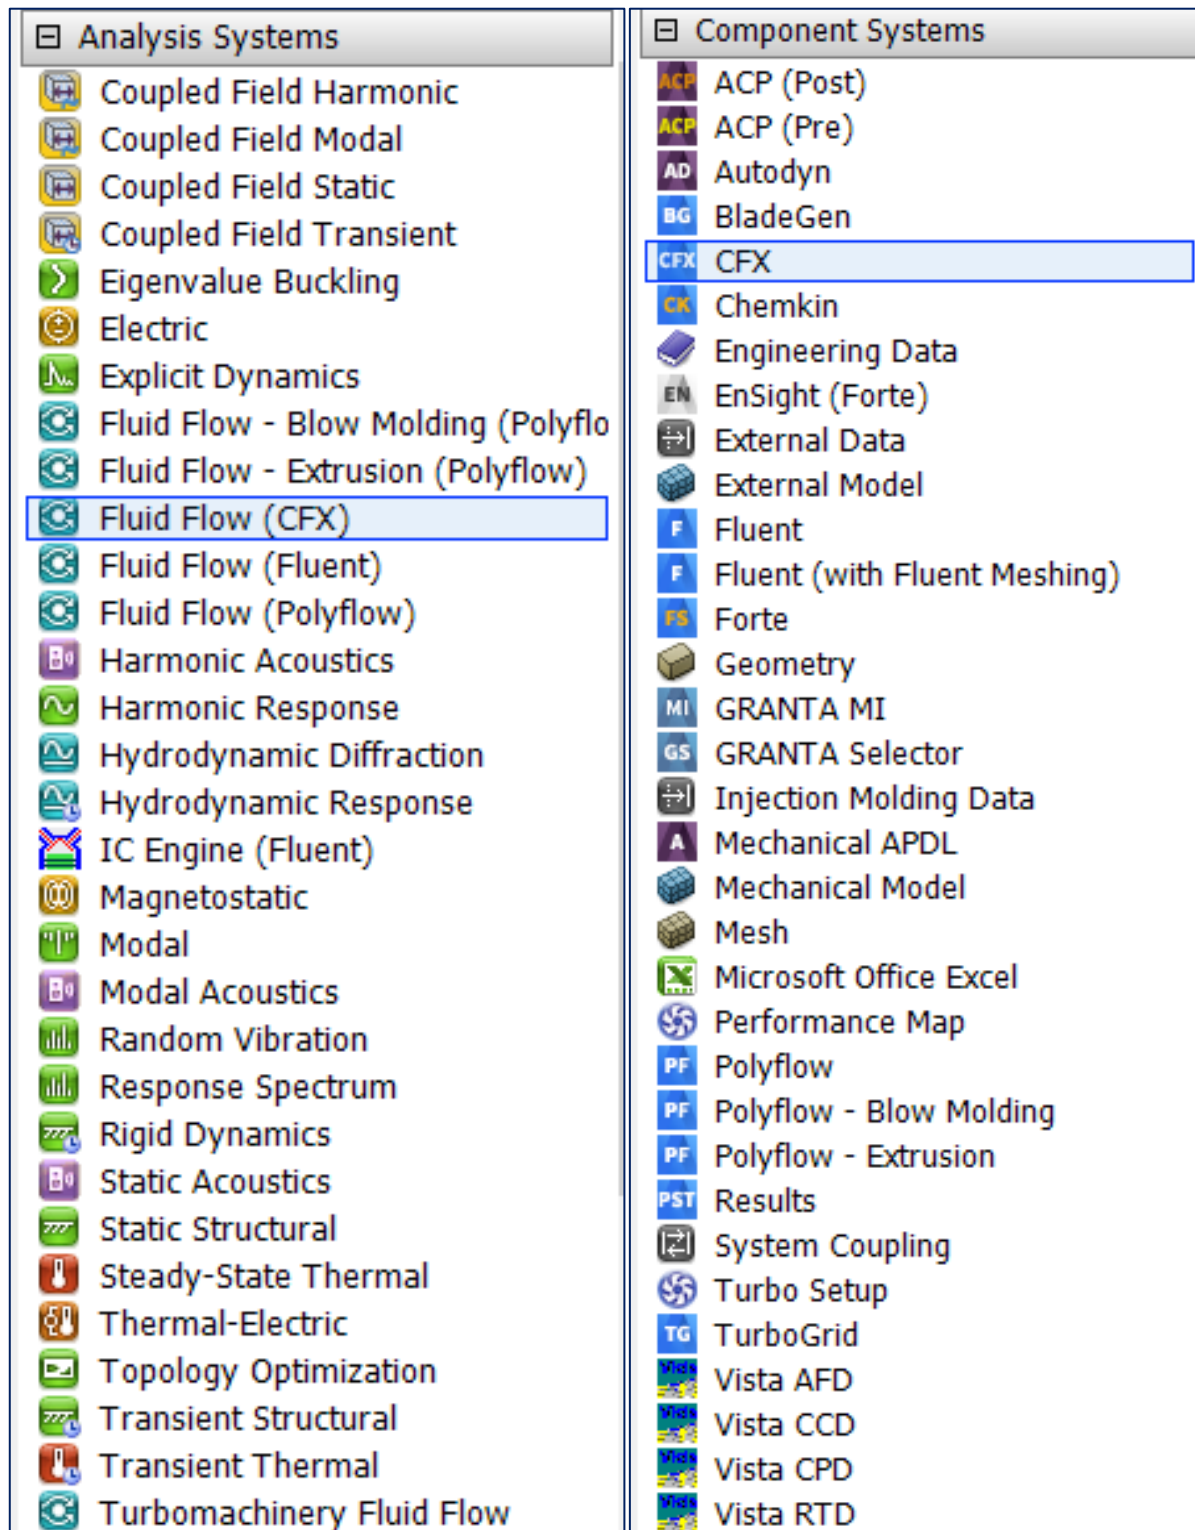 Analysis Systems
Coupled Field Harmonic
Coupled Field Modal
Coupled Field Static
Coupled Field Transient
Eigenvalue Buckling
Electric
Explicit Dynamics
Fluid Flow - Blow Molding (Polyflo
Fluid Flow - Extrusion (Polyflow)
Fluid Flow (CFX)
Fluid Flow (Fluent)
Fluid Flow (Polyflow)
Harmonic Acoustics
Harmonic Response
Hydrodynamic Diffraction
Hydrodynamic Response
IC Engine (Fluent)
Magnetostatic
Modal
Modal Acoustics
Random Vibration
Response Spectrum
Rigid Dynamics
Static Acoustics
Static Structural
Steady-State Thermal
Thermal-Electric
Topology Optimization
Transient Structural
Transient Thermal
Turbomachinery Fluid Flow
Component Systems
ACP ACP (Post)
ACP ACP (Pre)
AD Autodyn
BG BladeGen
CFX CFX
CK Chemkin
Engineering Data
EN EnSight (Forte)
External Data
External Model
F Fluent
F Fluent (with Fluent Meshing)
FS Forte
Geometry
MI GRANTA MI
GS GRANTA Selector
Injection Molding Data
A Mechanical APDL
Mechanical Model
Mesh
X Microsoft Office Excel
Performance Map
PF Polyflow
PF Polyflow - Blow Molding
PF Polyflow - Extrusion
PST Results
System Coupling
Turbo Setup
TG TurboGrid
Vista Vista AFD
Vista Vista CCD
Vista Vista CPD
Vista Vista RTD